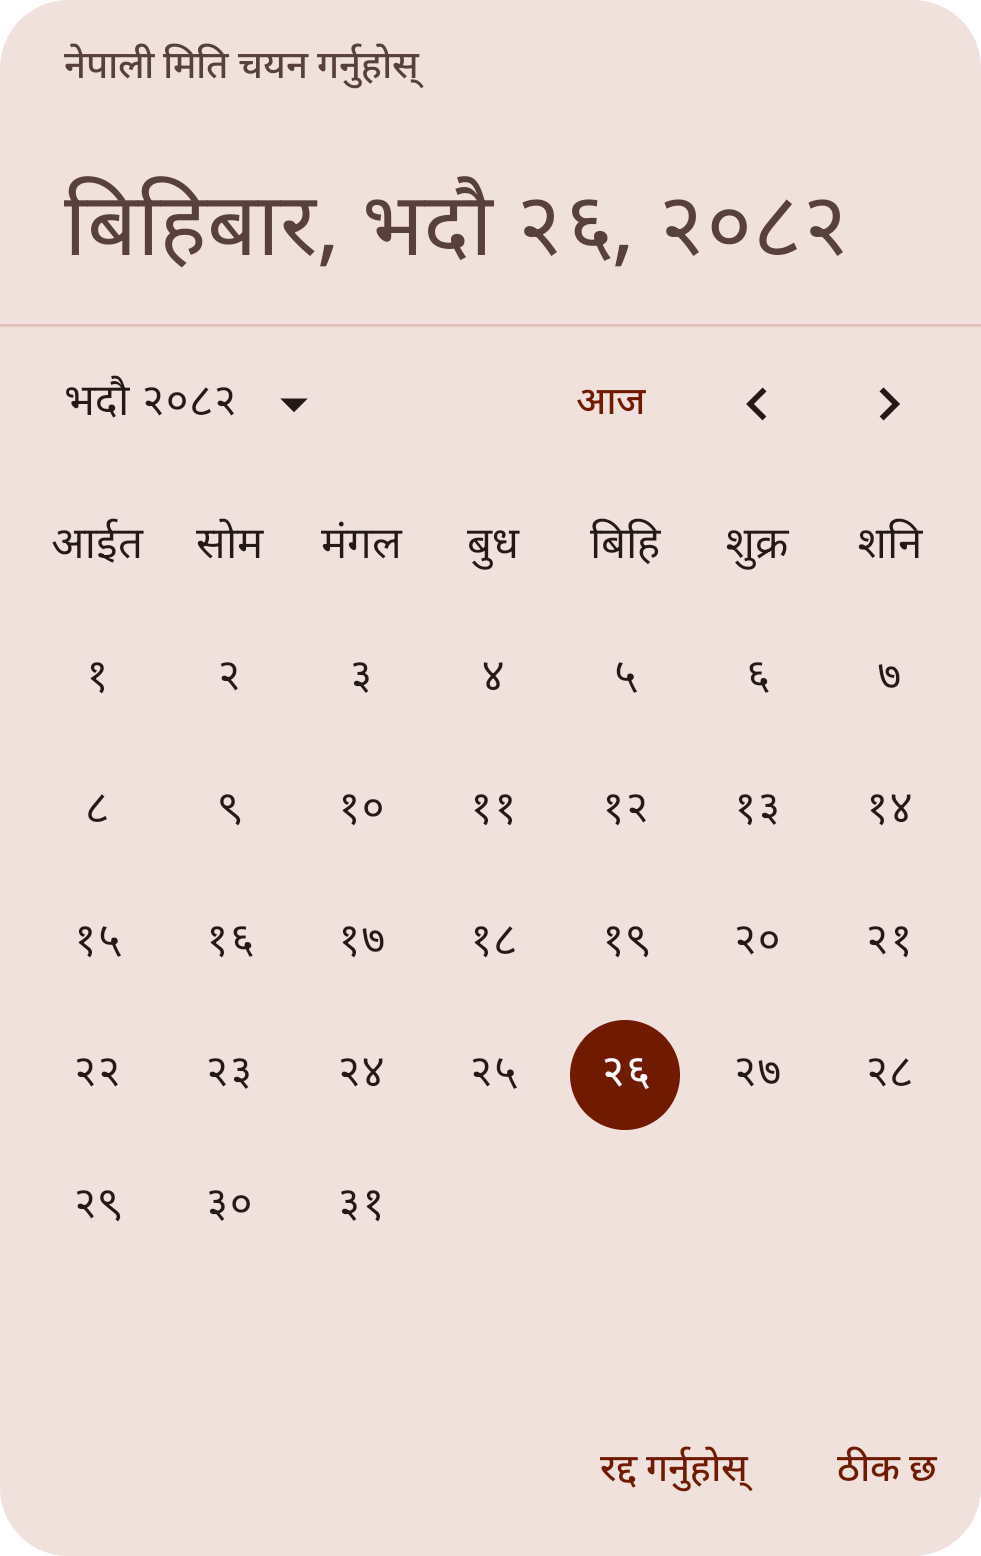 नेपाली मिति चयन गर्नुहोस्
बिहिबार, भदौ २६, २०८२
भदौ २०८२ आज
आईत सोम मंगल बुध बिहि शुक्र शनि
१ २ ३ ४ ५ ६ ७
८ ९ १० ११ १२ १३ १४
१५ १६ १७ १८ १९ २० २१
२२ २३ २४ २५ २६ २७ २८
२९ ३० ३१
रद्द गर्नुहोस् ठीक छ